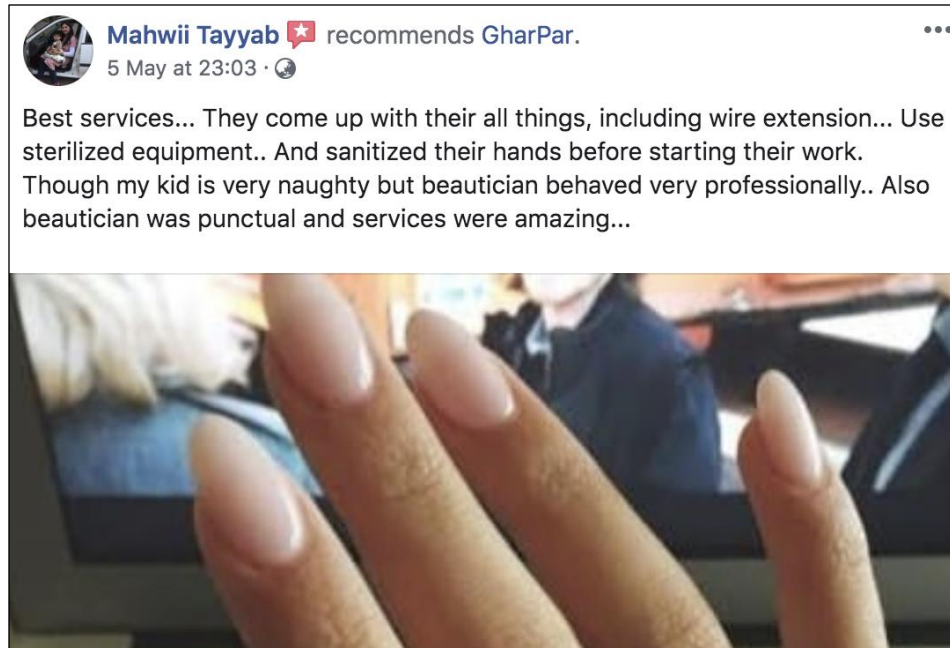 Mahwii Tayyab recommends GharPar.
5 May at 23:03 ·
Best services... They come up with their all things, including wire extension... Use
sterilized equipment.. And sanitized their hands before starting their work.
Though my kid is very naughty but beautician behaved very professionally.. Also
beautician was punctual and services were amazing...